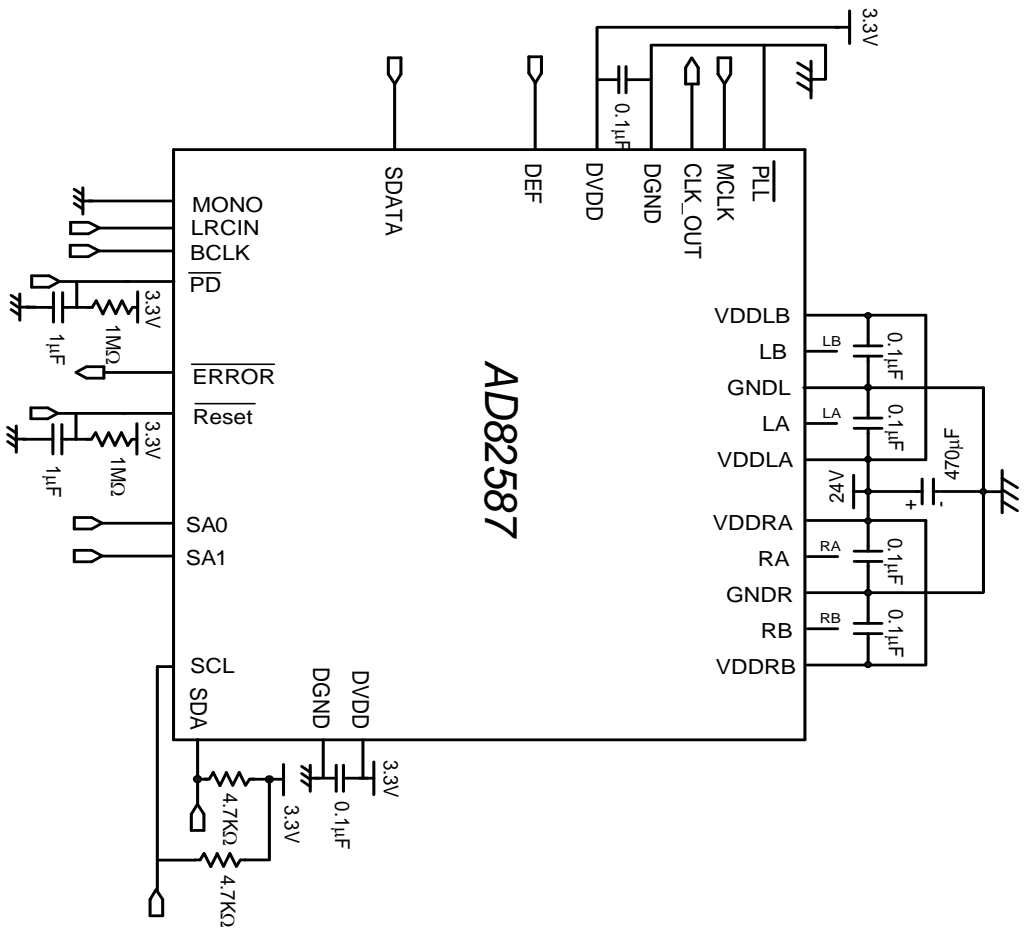 3.3V
0.1μF
SDATA
DEF
DVDD
DGND
CLK_OUT
MCLK
PLL
MONO
LRCIN
BCLK
PD
3.3V
1μF
1MΩ
ERROR
Reset
3.3V
1μF
1MΩ
SA0
SA1
SCL
SDA
DGND
DVDD
AD82587
VDDLB
LB
LB
0.1μF
GNDL
LA
LA
0.1μF
VDDLA
24V
470μF
+
-
VDDRA
RA
RA
0.1μF
GNDR
RB
RB
0.1μF
VDDRB
3.3V
0.1μF
3.3V
4.7KΩ
4.7KΩ